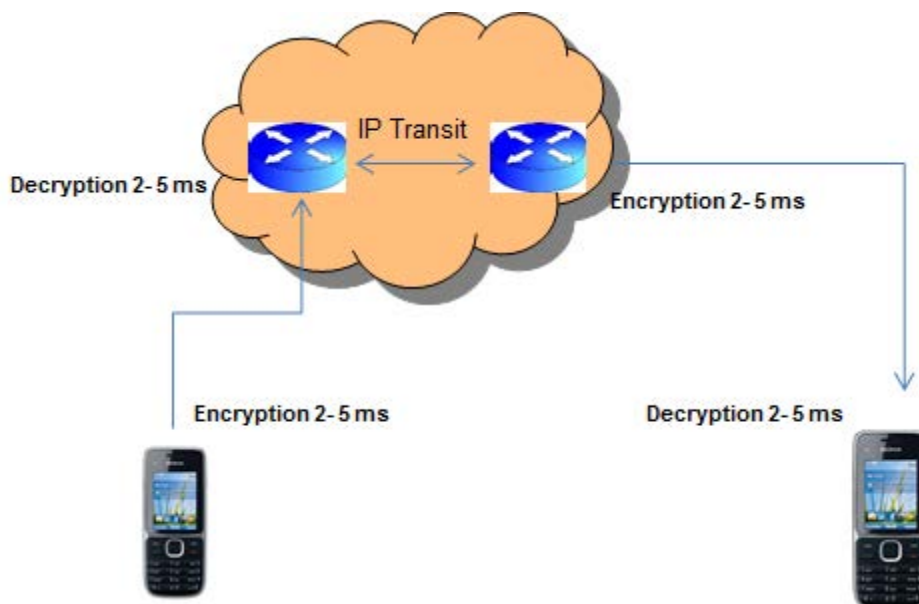 IP Transit
Decryption 2- 5 ms
Encryption 2- 5 ms
Encryption 2- 5 ms
Decryption 2- 5 ms